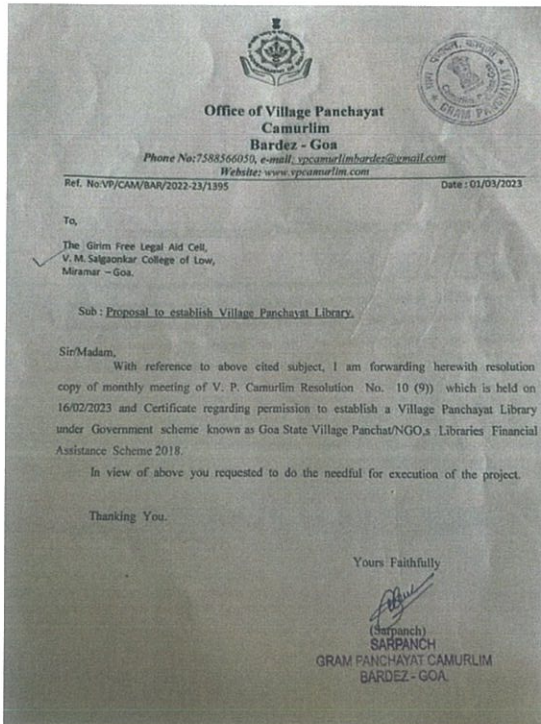 Office of Village Panchayat
Camurlim
Bardez - Goa
Phone No:7588566050, e-mail: vpcamurlimbardez@gmail.com
Website: www.vpcamurlim.com
Ref. No:VP/CAM/BAR/2022-23/1395 Date : 01/03/2023
To,
The Girim Free Legal Aid Cell,
V. M. Salgaonkar College of Low,
Miramar – Goa.
Sub : Proposal to establish Village Panchayat Library.
Sir/Madam,
With reference to above cited subject, I am forwarding herewith resolution
copy of monthly meeting of V. P. Camurlim Resolution No. 10 (9)) which is held on
16/02/2023 and Certificate regarding permission to establish a Village Panchayat Library
under Government scheme known as Goa State Village Panchat/NGO,s Libraries Financial
Assistance Scheme 2018.
In view of above you requested to do the needful for execution of the project.
Thanking You.
Yours Faithfully
(Sarpanch)
SARPANCH
GRAM PANCHAYAT CAMURLIM
BARDEZ - GOA.